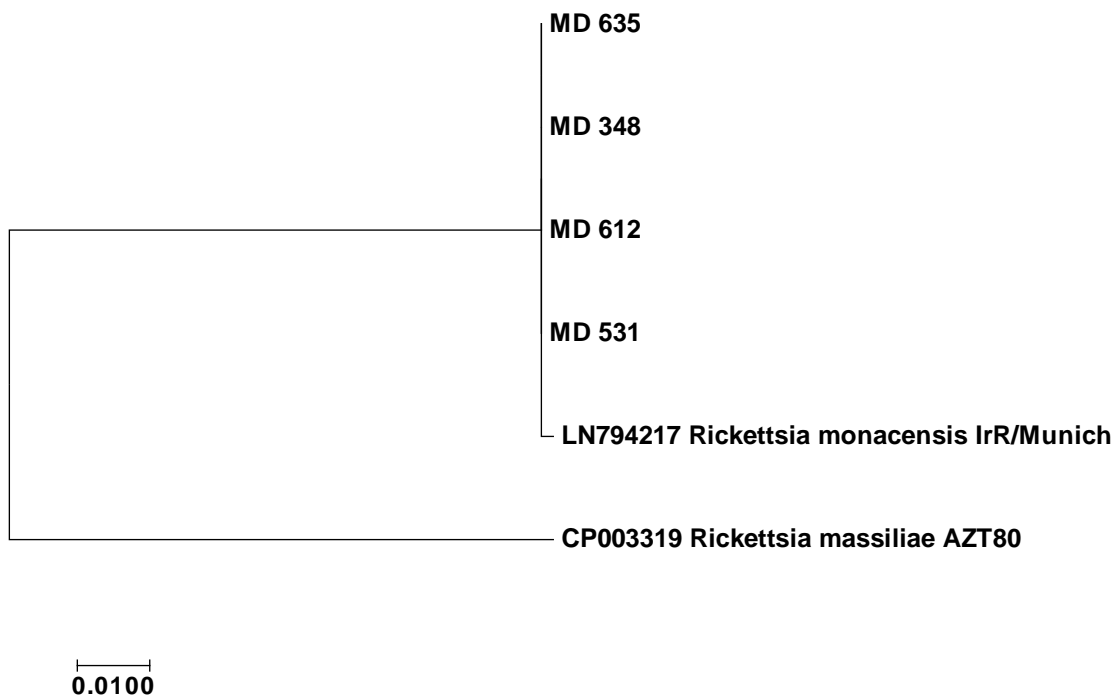 MD 635
MD 348
MD 612
MD 531
LN794217 Rickettsia monacensis IrR/Munich
CP003319 Rickettsia massiliae AZT80
0.0100